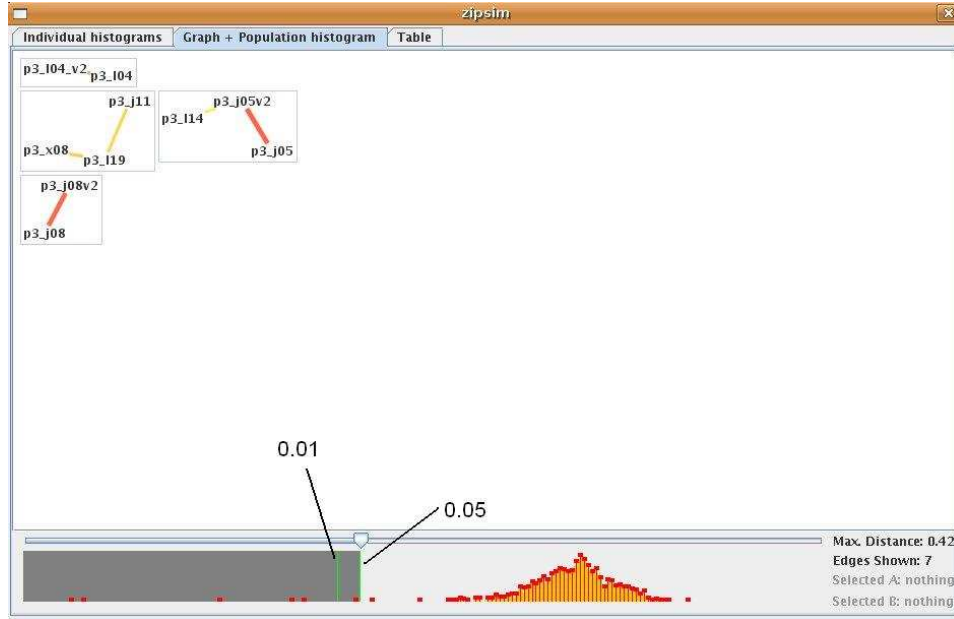 zipsim
Individual histograms Graph + Population histogram Table
p3_l04_v2 p3_l04
p3_j11 p3_j05v2
p3_l14
p3_x08 p3_l19 p3_j05
p3_j08v2
p3_j08
0.01
0.05
Max. Distance: 0.42
Edges Shown: 7
Selected A: nothing
Selected B: nothing